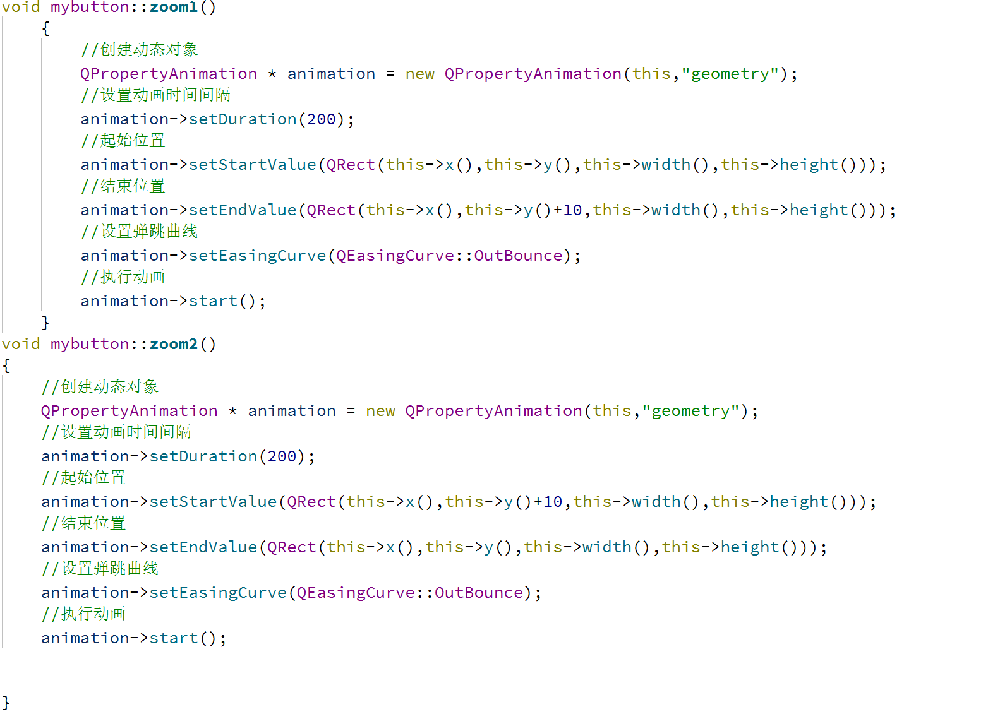 void mybutton::zoom1()
{
//创建动态对象
QPropertyAnimation * animation = new QPropertyAnimation(this,"geometry");
//设置动画时间间隔
animation->setDuration(200);
//起始位置
animation->setStartValue(QRect(this->x(),this->y(),this->width(),this->height()));
//结束位置
animation->setEndValue(QRect(this->x(),this->y()+10,this->width(),this->height()));
//设置弹跳曲线
animation->setEasingCurve(QEasingCurve::OutBounce);
//执行动画
animation->start();
}
void mybutton::zoom2()
{
//创建动态对象
QPropertyAnimation * animation = new QPropertyAnimation(this,"geometry");
//设置动画时间间隔
animation->setDuration(200);
//起始位置
animation->setStartValue(QRect(this->x(),this->y()+10,this->width(),this->height()));
//结束位置
animation->setEndValue(QRect(this->x(),this->y(),this->width(),this->height()));
//设置弹跳曲线
animation->setEasingCurve(QEasingCurve::OutBounce);
//执行动画
animation->start();
}